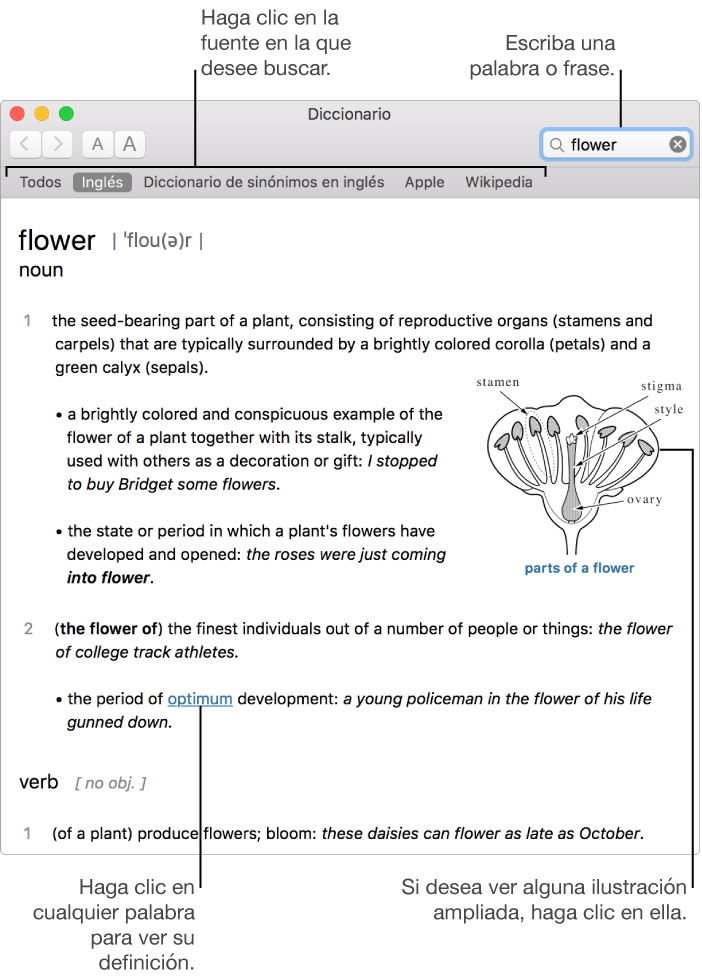 Haga clic en la
fuente en la que
desee buscar.
Escriba una
palabra o frase.
Diccionario
A A
flower
Todos Inglés Diccionario de sinónimos en inglés Apple Wikipedia
flower | ˈflou(ə)r |
noun
1 the seed-bearing part of a plant, consisting of reproductive organs (stamens and
carpels) that are typically surrounded by a brightly colored corolla (petals) and a
green calyx (sepals).
• a brightly colored and conspicuous example of the
flower of a plant together with its stalk, typically
used with others as a decoration or gift: I stopped
to buy Bridget some flowers.
• the state or period in which a plant's flowers have
developed and opened: the roses were just coming
into flower.
stamen
stigma
style
ovary
parts of a flower
2 (the flower of) the finest individuals out of a number of people or things: the flower
of college track athletes.
• the period of optimum development: a young policeman in the flower of his life
gunned down.
verb [ no obj. ]
1 (of a plant) produce flowers; bloom: these daisies can flower as late as October.
Haga clic en
cualquier palabra
para ver su
definición.
Si desea ver alguna ilustración
ampliada, haga clic en ella.